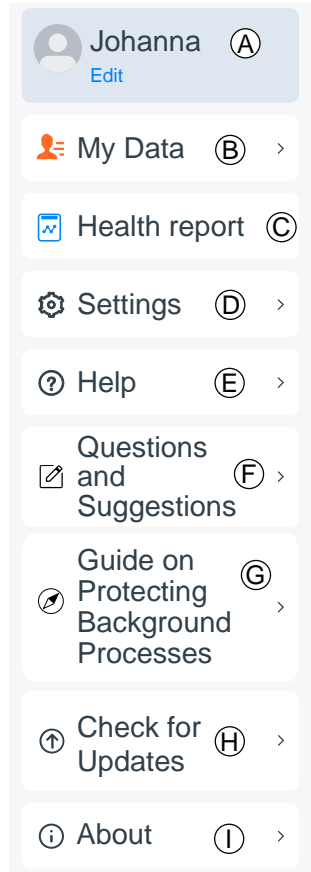 Johanna Ⓐ
Edit
My Data Ⓑ
Health report Ⓒ
Settings Ⓓ
Help Ⓔ
Questions
and Ⓕ
Suggestions
Guide on Ⓖ
Protecting
Background
Processes
Check for Ⓗ
Updates
About Ⓘ